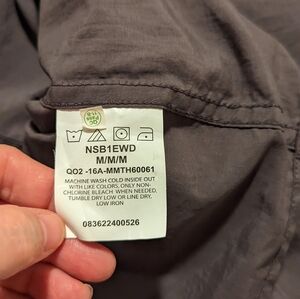 NSB1EWD
M/M/M
QO2 -16A-MMTH60061
MACHINE WASH COLD INSIDE OUT
WITH LIKE COLORS, ONLY NON-
CHLORINE BLEACH, WHEN NEEDED,
TUMBLE DRY LOW OR LINE DRY,
LOW IRON
083622400526